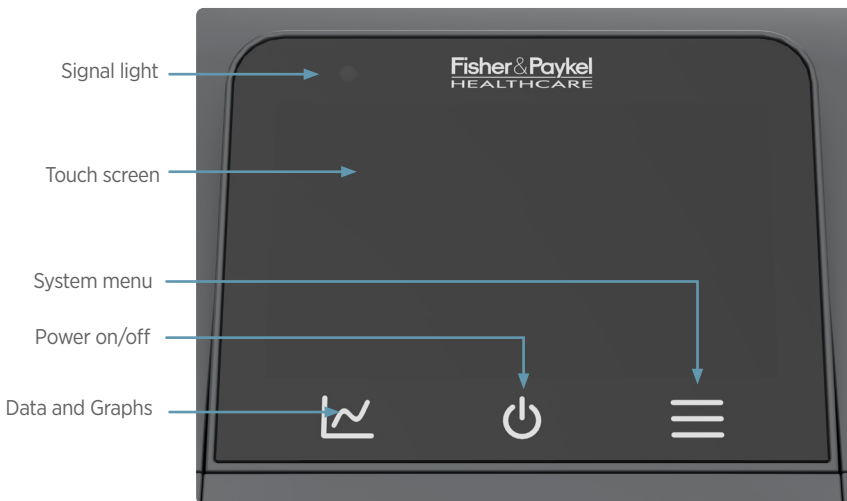 Signal light
Fisher&Paykel
HEALTHCARE
Touch screen
System menu
Power on/off
Data and Graphs